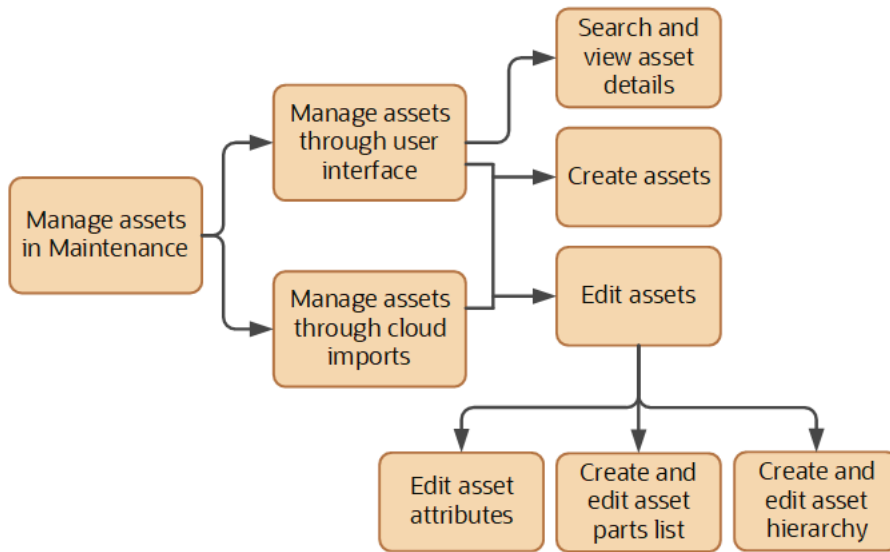 Search and
view asset
details
Manage assets
through user
interface
Create assets
Manage assets
in Maintenance
Manage assets
through cloud
imports
Edit assets
Edit asset
attributes
Create and
edit asset
parts list
Create and
edit asset
hierarchy